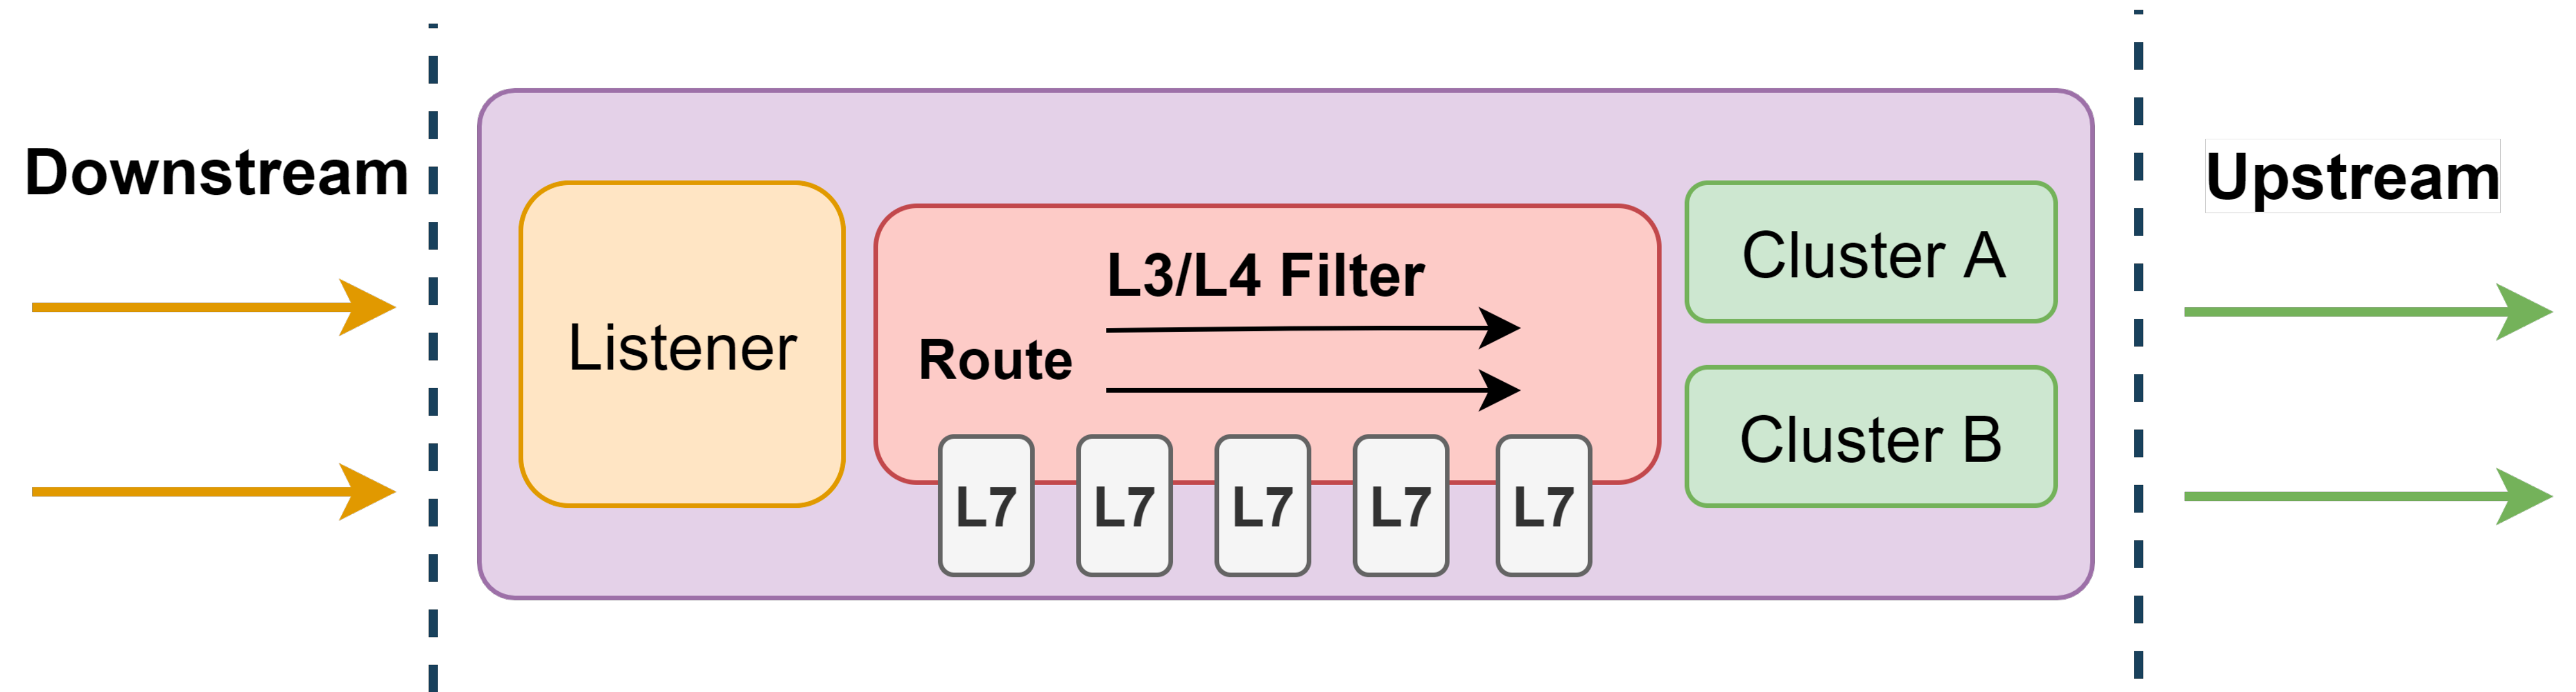 Downstream
Listener
L3/L4 Filter
Route
L7
L7
L7
L7
L7
Cluster A
Cluster B
Upstream